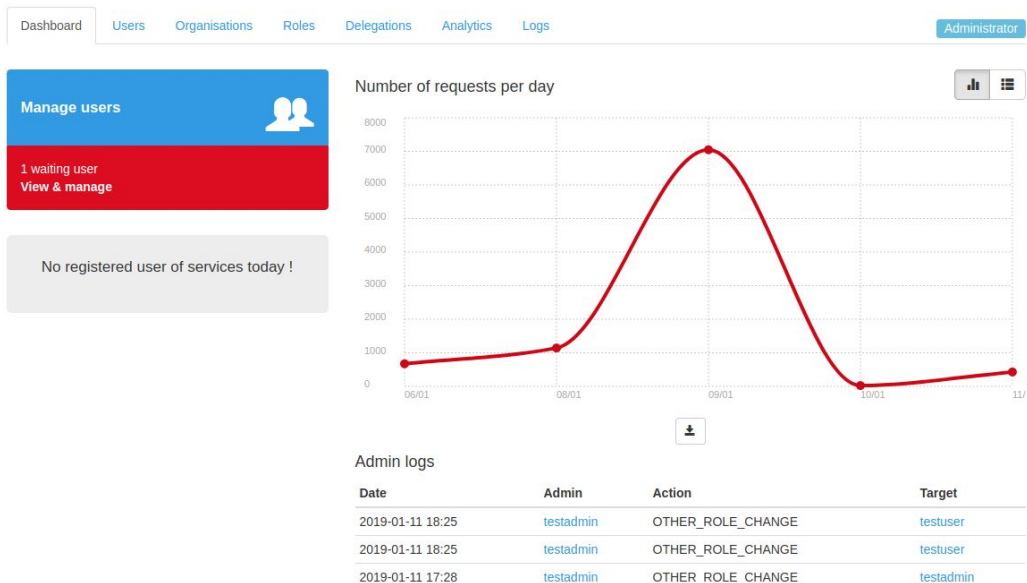 Dashboard Users Organisations Roles Delegations Analytics Logs
Administrator
Manage users
1 waiting user
View & manage
No registered user of services today !
Number of requests per day
8000
7000
6000
5000
4000
3000
2000
1000
0
06/01 08/01 09/01 10/01 11/
Admin logs
Date Admin Action Target
2019-01-11 18:25 testadmin OTHER_ROLE_CHANGE testuser
2019-01-11 18:25 testadmin OTHER_ROLE_CHANGE testuser
2019-01-11 17:28 testadmin OTHER_ROLE_CHANGE testadmin